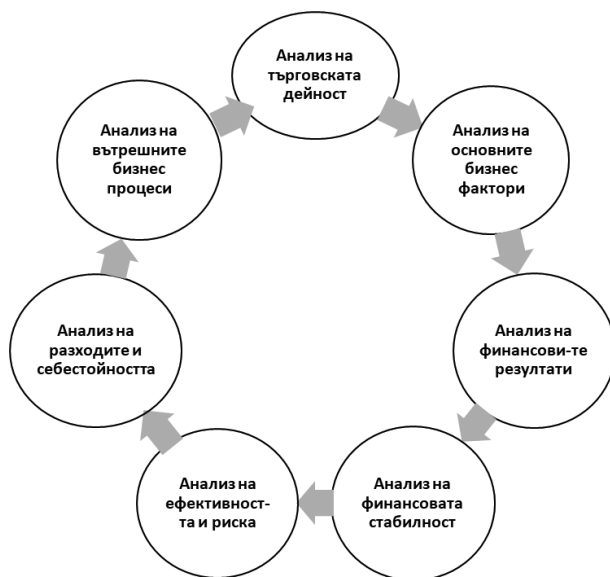 Анализ на
търговската
дейност
Анализ на
основните
бизнес
фактори
Анализ на
финансови-те
резултати
Анализ на
финансовата
стабилност
Анализ на
ефективност-
та и риска
Анализ на
разходите и
себестойността
Анализ на
вътрешните
бизнес
процеси